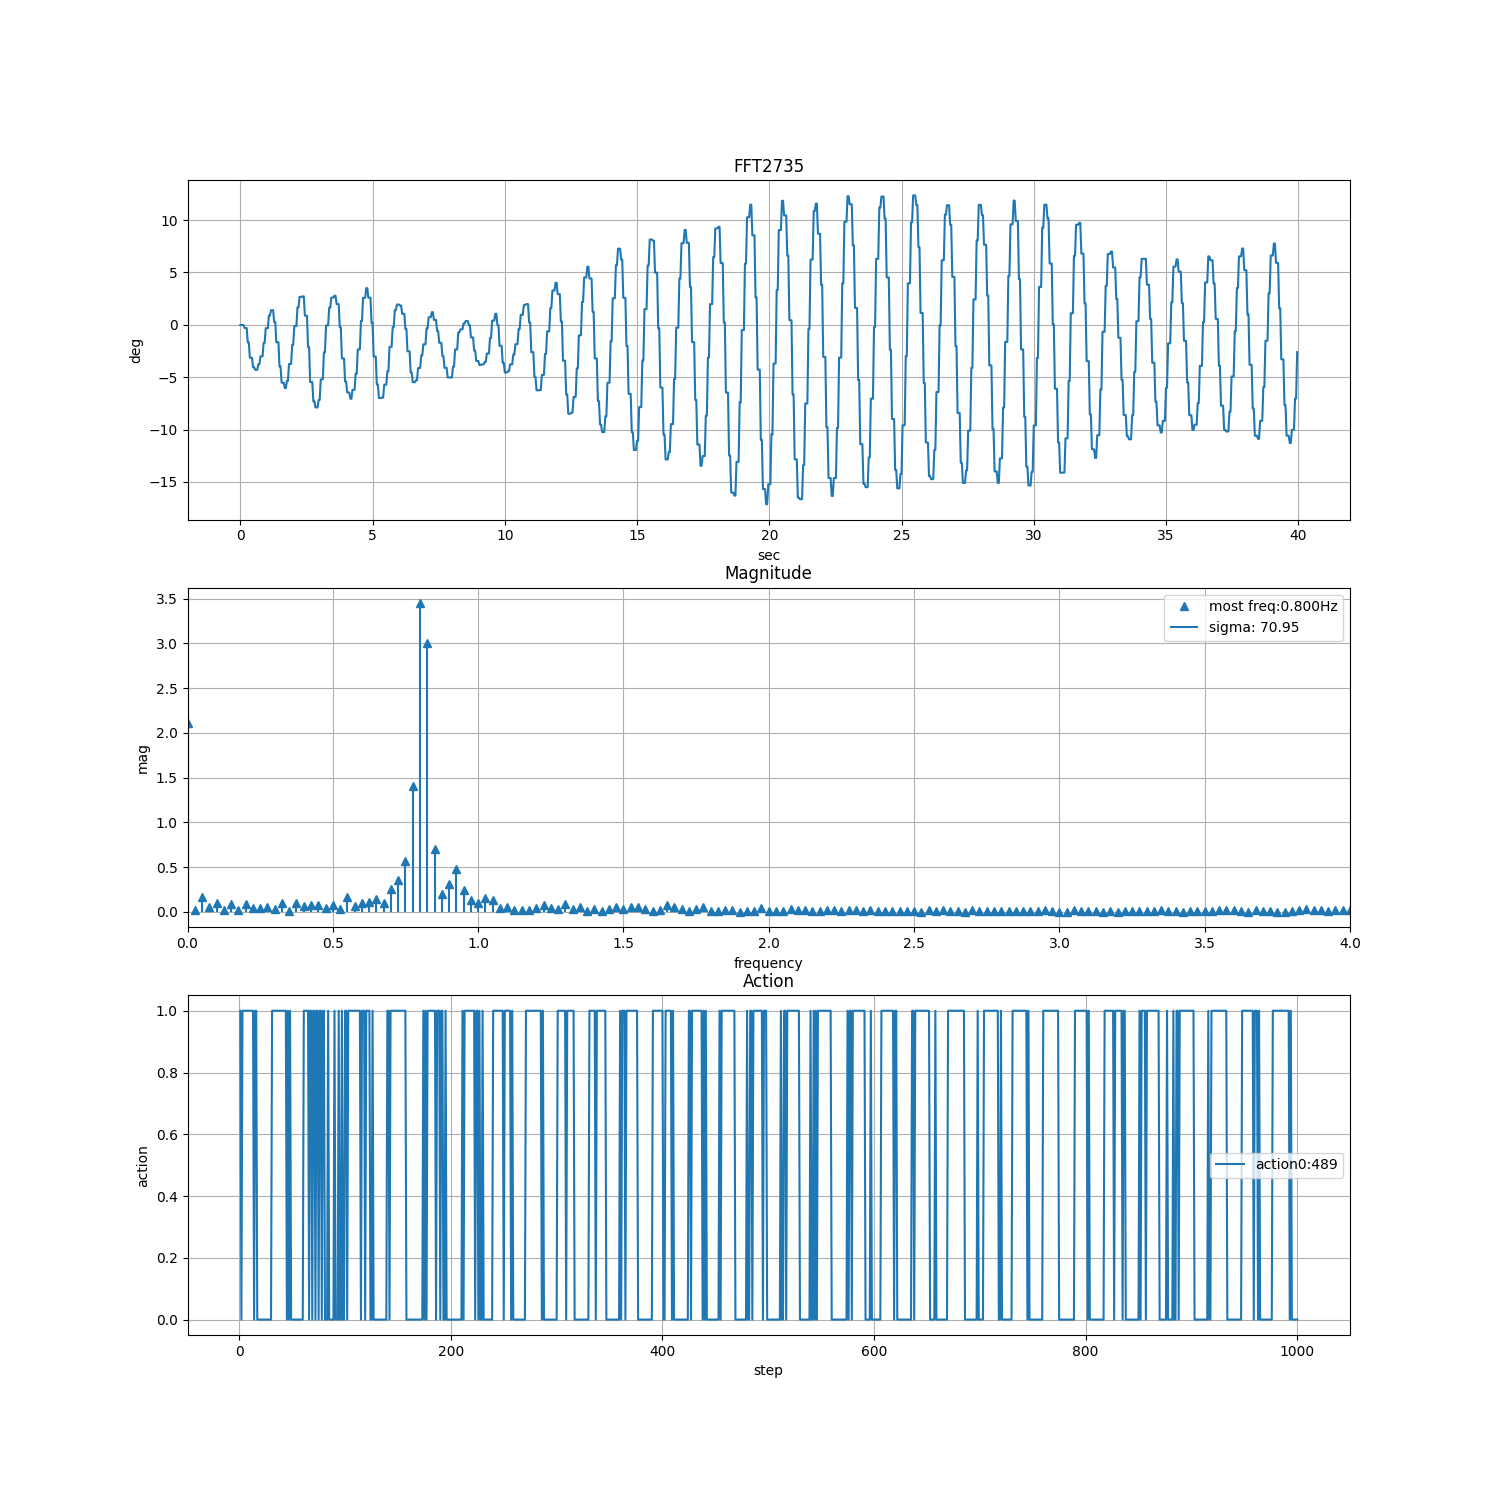 FFT2735
10
5
0
−5
−10
−15
deg
0 5 10 15 20 25 30 35 40
sec
Magnitude
3.5
3.0
2.5
2.0
1.5
1.0
0.5
0.0
mag
most freq:0.800Hz
sigma: 70.95
0.0 0.5 1.0 1.5 2.0 2.5 3.0 3.5 4.0
frequency
Action
1.0
0.8
0.6
0.4
0.2
0.0
action
action0:489
0 200 400 600 800 1000
step